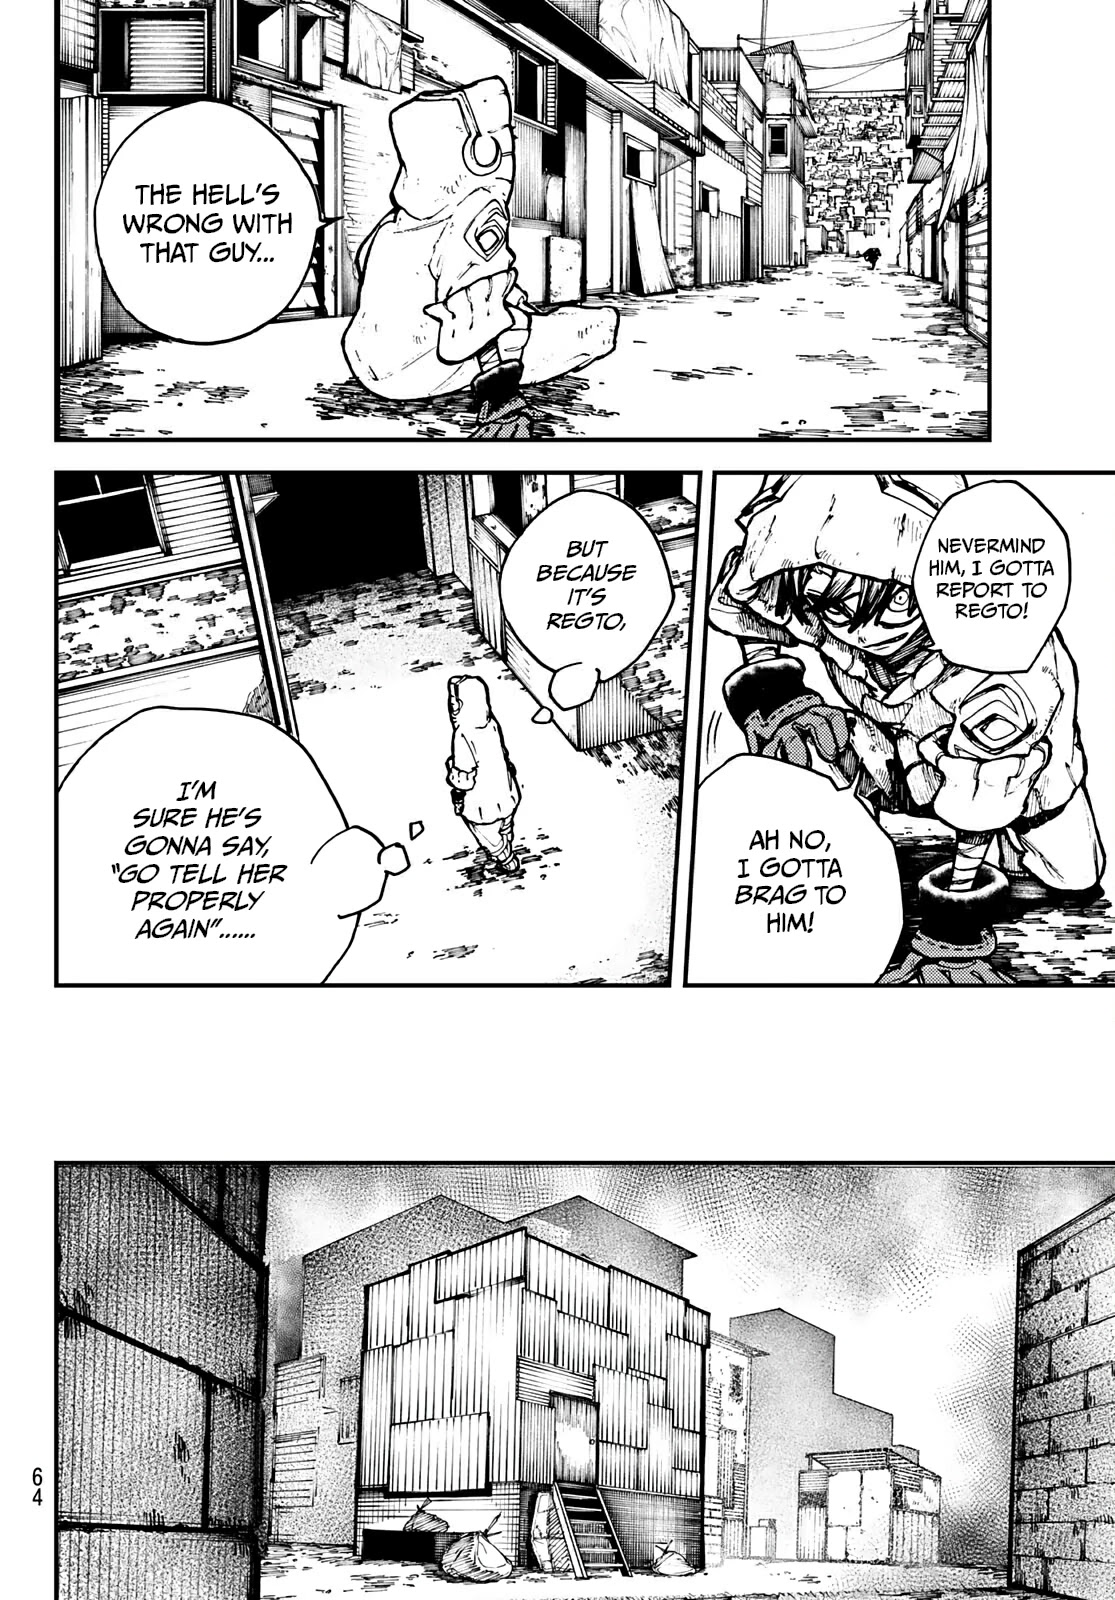 THE HELL'S
WRONG WITH
THAT GUY...
NEVERMIND
HIM, I GOTTA
REPORT TO
REGTO!
AH NO,
I GOTTA
BRAG TO
HIM!
BUT
BECAUSE
IT'S
REGTO,
I'M
SURE HE'S
GONNA SAY,
"GO TELL HER
PROPERLY
AGAIN"......
64